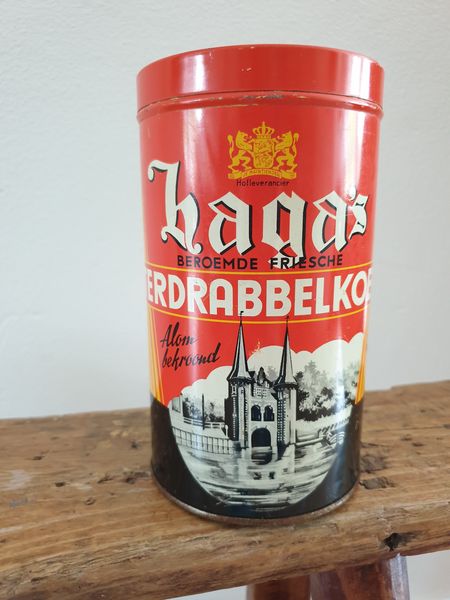 Hofleverancier
haga's
BEROEMDE FRIESCHE
ERDRABBELKOE
Alom
bekroond